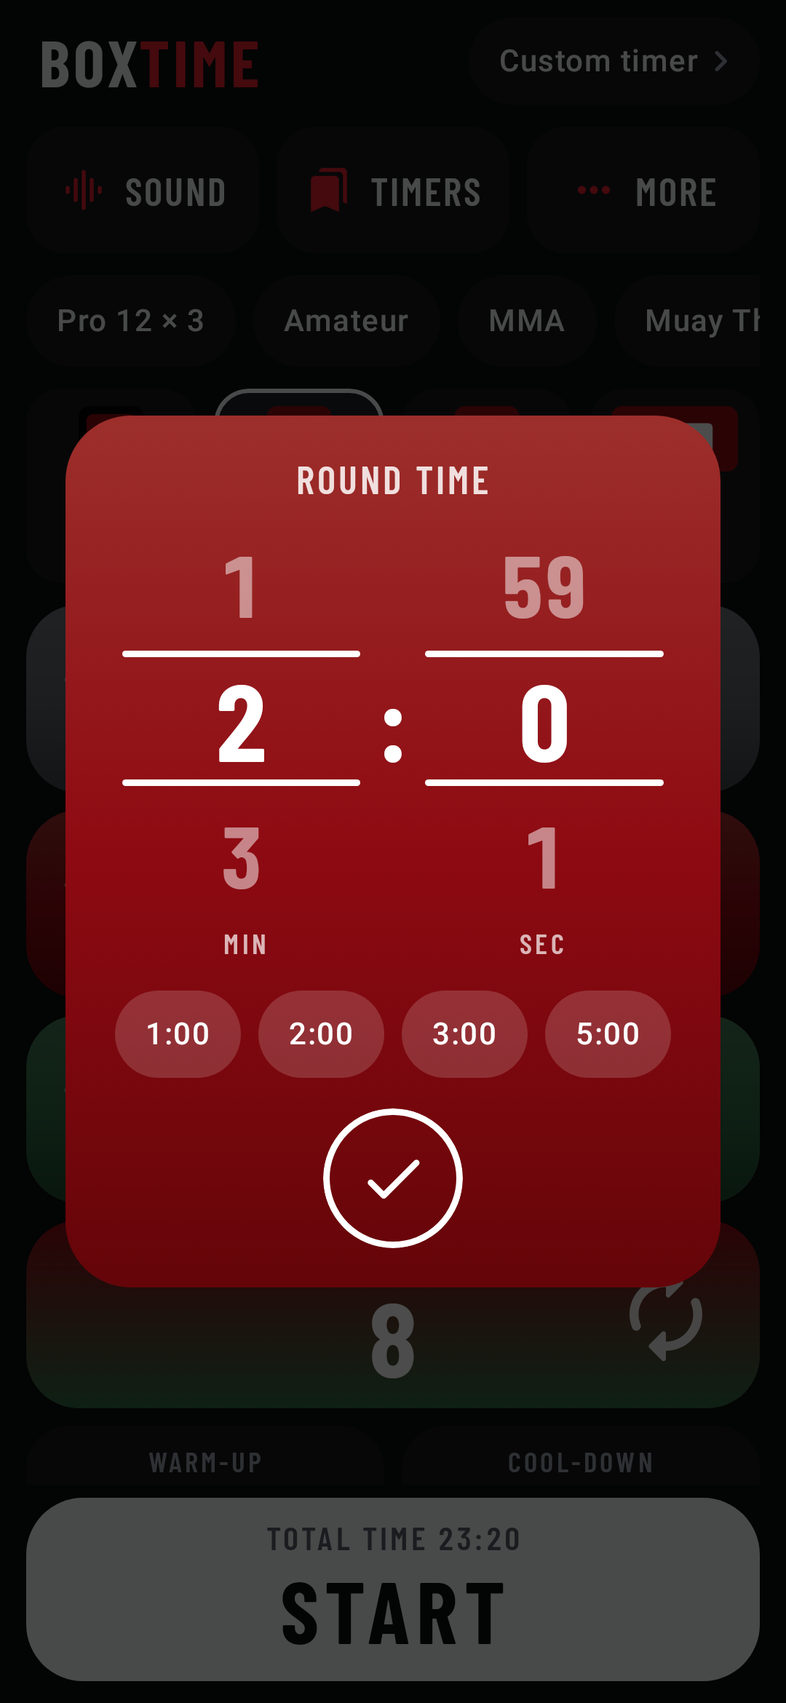 BOXTIME
Custom timer
SOUND
TIMERS
MORE
Pro 12 × 3
Amateur
MMA
Muay Th
ROUND TIME
1 59
2 : 0
3 1
MIN SEC
1:00 2:00 3:00 5:00
8
WARM-UP
COOL-DOWN
TOTAL TIME 23:20
START